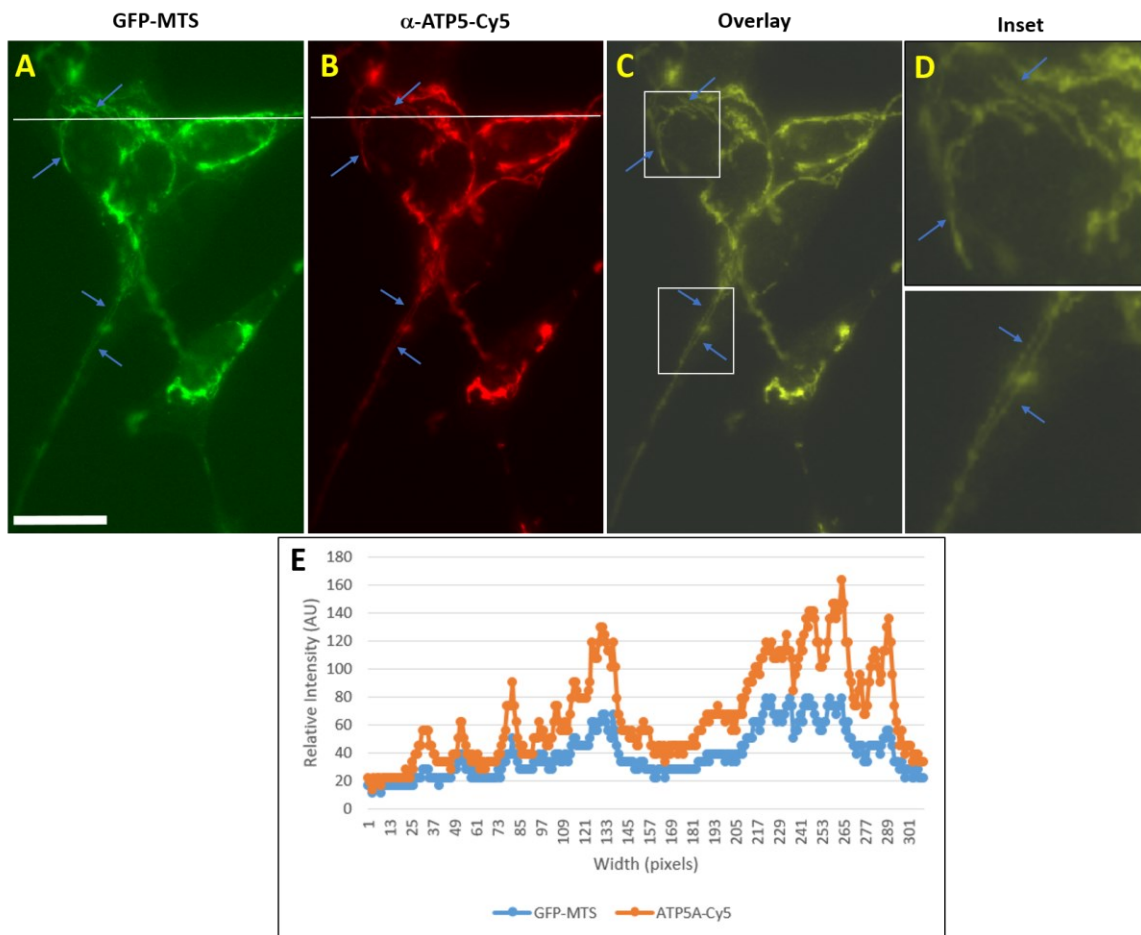 GFP-MTS
α-ATP5-Cy5
Overlay
Inset
A
B
C
D
E
180
160
140
120
100
80
60
40
20
0
Relative Intensity (AU)
1 13 25 37 49 61 73 85 97 109 121 133 145 157 169 181 193 205 217 229 241 253 265 277 289 301
Width (pixels)
GFP-MTS ATP5A-Cy5